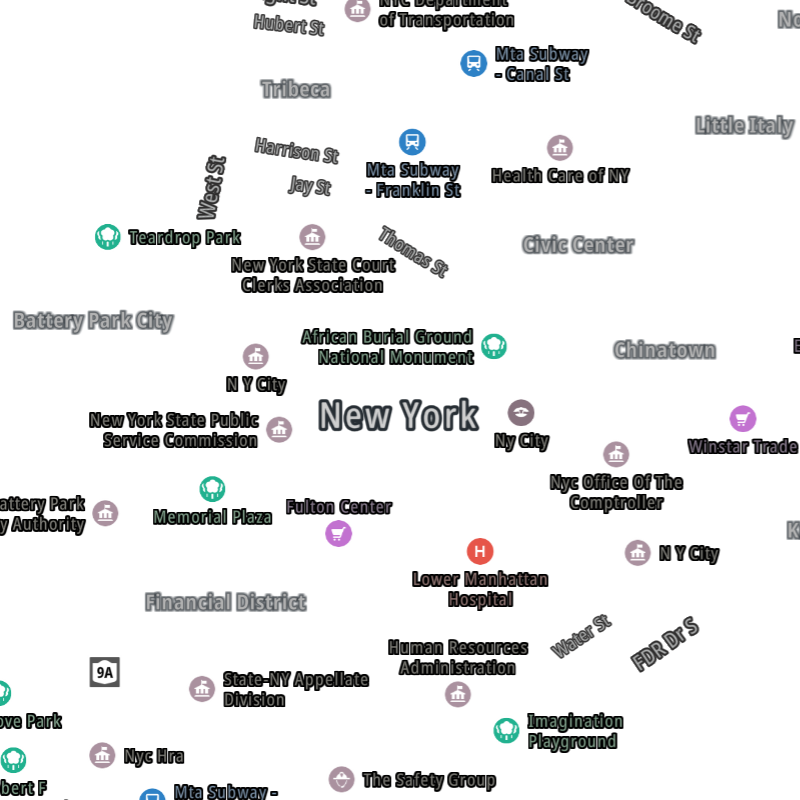 NYC Department
of Transportation
Hubert St
Broome St
Mta Subway
- Canal St
Tribeca
Little Italy
Harrison St
Mta Subway
- Franklin St
Health Care of NY
Jay St
West St
Teardrop Park
New York State Court
Clerks Association
Thomas St
Civic Center
Battery Park City
African Burial Ground
National Monument
Chinatown
N Y City
New York State Public
Service Commission
New York
Ny City
Winstar Trade
Nyc Office Of The
Comptroller
Memorial Plaza
Fulton Center
attery Park
y Authority
H
Lower Manhattan
Hospital
N Y City
Financial District
Water St
FDR Dr S
Human Resources
Administration
9A
State-NY Appellate
Division
ove Park
Imagination
Playground
Nyc Hra
bert F
Mta Subway -
The Safety Group